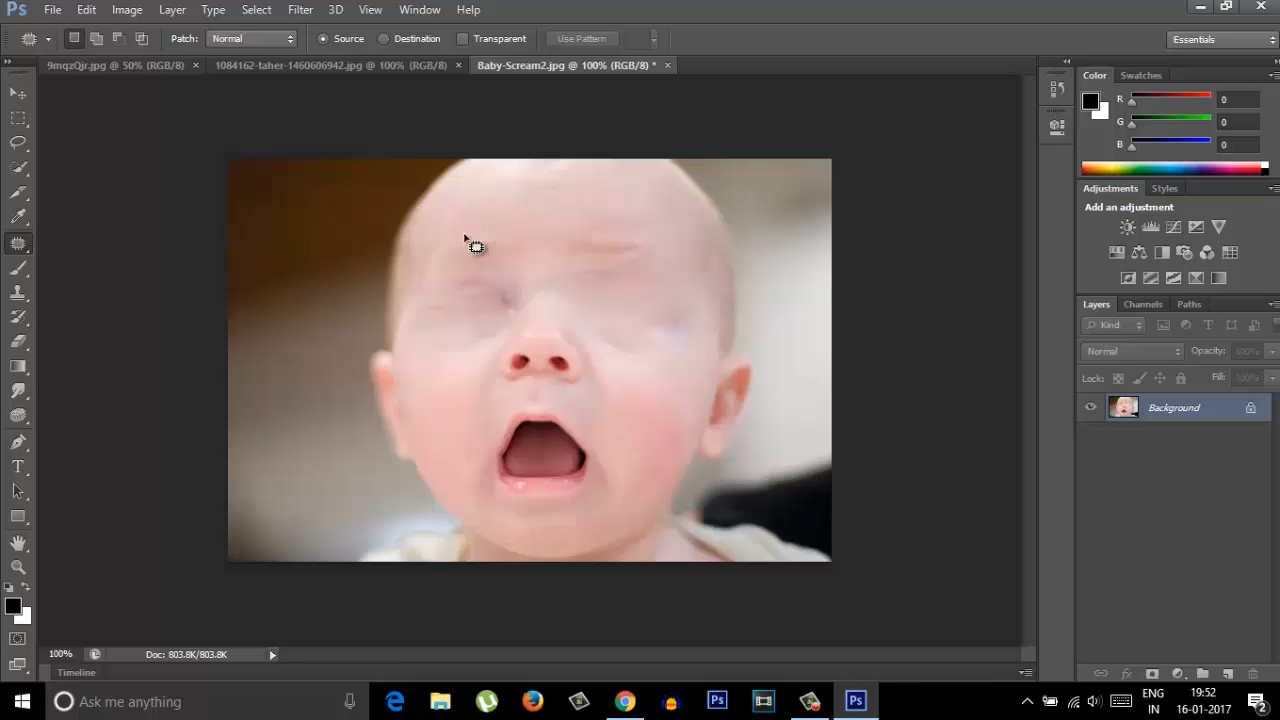 Ps File Edit Image Layer Type Select Filter 3D View Window Help
Patch: Normal Source Destination Transparent Use Pattern Essentials
9mqzQjr.jpg @ 50% (RGB/8) × 1084162-taher-1460606942.jpg @ 100% (RGB/8) × Baby-Scream2.jpg @ 100% (RGB/8) * ×
Color Swatches
R 0
G 0
B 0
Adjustments Styles
Add an adjustment
Layers Channels Paths
Kind
Normal Opacity: 100%
Lock: Fill: 100%
Background
100% Doc: 803.8K/803.8K
Timeline
Ask me anything
ENG 19:52
IN 16-01-2017 2